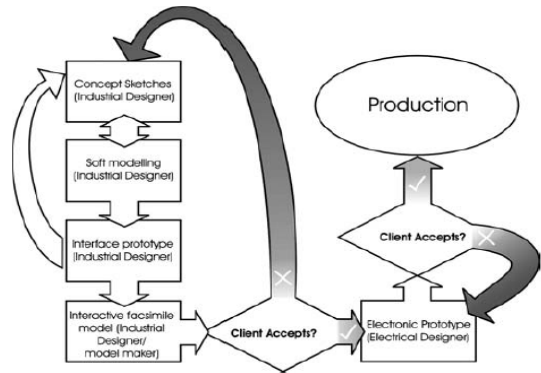 Concept Sketches
(Industrial Designer)
Soft modelling
(Industrial Designer)
Interface prototype
(Industrial Designer)
Interactive facsimile
model (Industrial
Designer/
model maker)
Client Accepts?
Electronic Prototype
(Electrical Designer)
Client Accepts?
Production